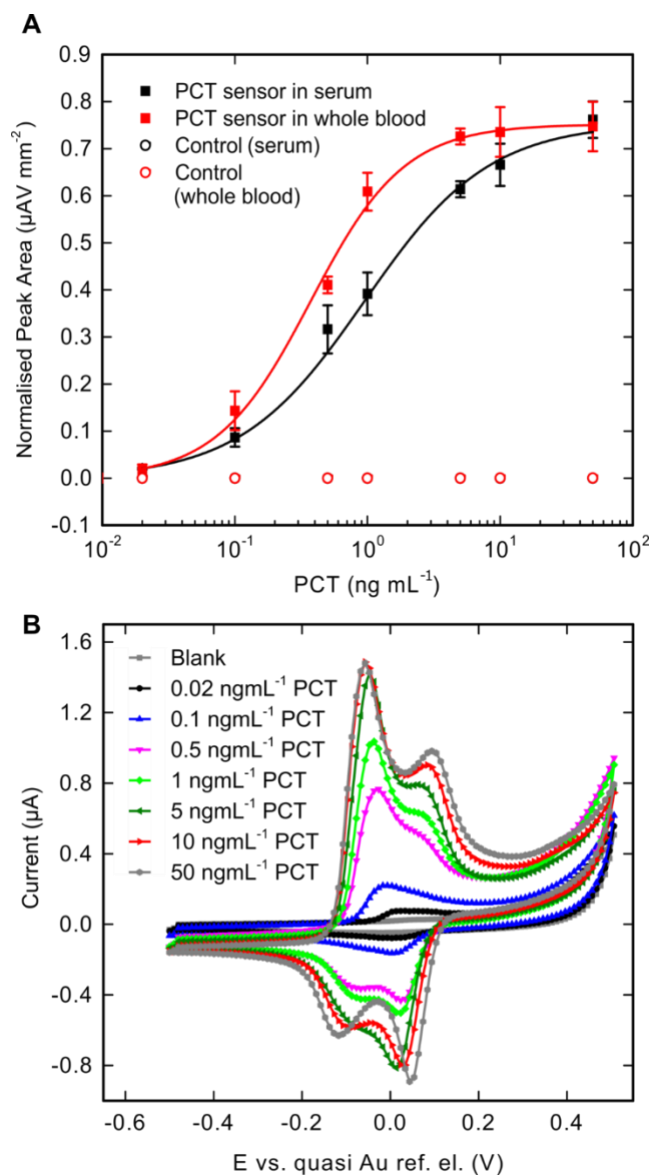 A
0.9
0.8
0.7
0.6
0.5
0.4
0.3
0.2
0.1
0.0
-0.1
Normalised Peak Area (µAV mm⁻²)
PCT sensor in serum
PCT sensor in whole blood
Control (serum)
Control
(whole blood)
10⁻² 10⁻¹ 10⁰ 10¹ 10²
PCT (ng mL⁻¹)
B
1.6
1.2
0.8
0.4
0.0
-0.4
-0.8
Current (µA)
Blank
0.02 ngmL⁻¹ PCT
0.1 ngmL⁻¹ PCT
0.5 ngmL⁻¹ PCT
1 ngmL⁻¹ PCT
5 ngmL⁻¹ PCT
10 ngmL⁻¹ PCT
50 ngmL⁻¹ PCT
-0.6 -0.4 -0.2 0.0 0.2 0.4 0.6
E vs. quasi Au ref. el. (V)